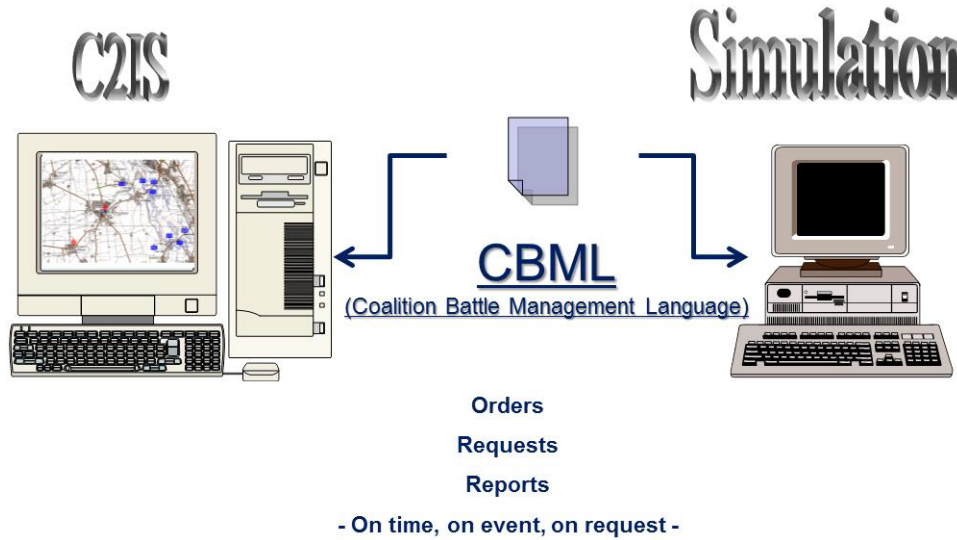 C2IS
Simulation
CBML
(Coalition Battle Management Language)
Orders
Requests
Reports
- On time, on event, on request -